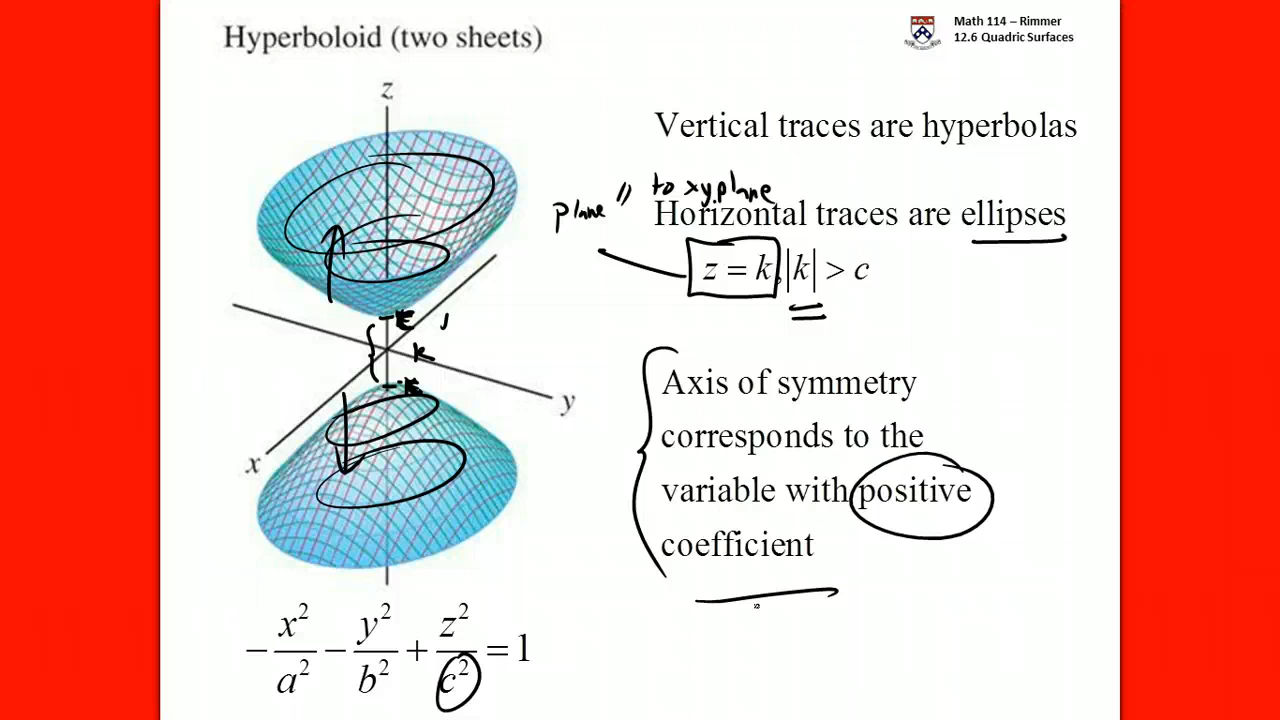 Hyperboloid (two sheets)
Math 114 – Rimmer
12.6 Quadric Surfaces
z
Vertical traces are hyperbolas
plane // to xy plane
Horizontal traces are ellipses
z = k, |k| > c
k
y
x
Axis of symmetry
corresponds to the
variable with positive
coefficient
- x²/a² - y²/b² + z²/c² = 1